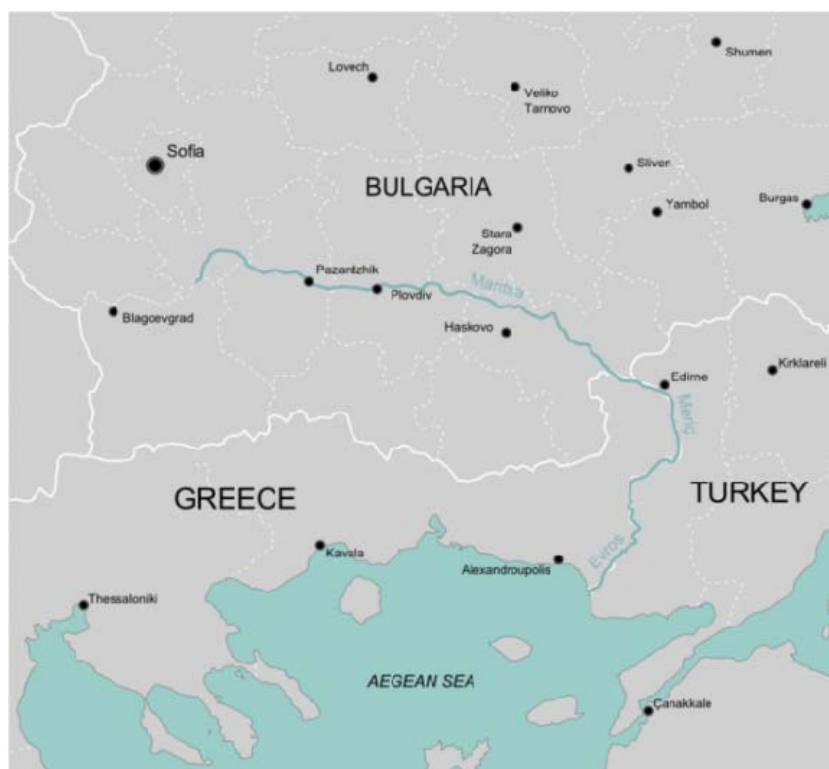 Shumen
Lovech
Veliko
Tarnovo
Sofia
Sliver
BULGARIA
Yambol
Burgas
Stara
Zagora
Pazardzhik
Maritsa
Plovdiv
Blagoevgrad
Haskovo
Edirne
Kirklareli
Meriç
GREECE
TURKEY
Kavala
Evros
Alexandroupolis
Thessaloniki
AEGEAN SEA
Çanakkale